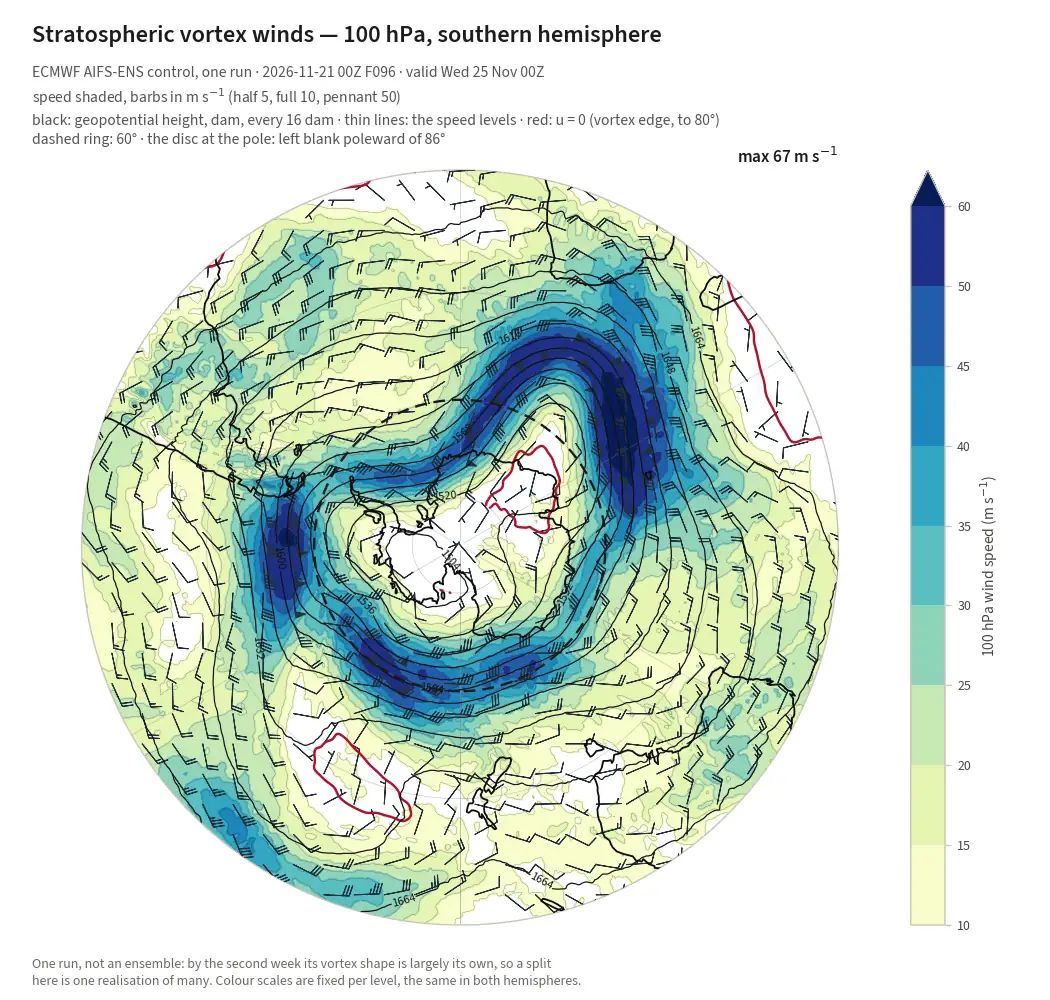 Stratospheric vortex winds — 100 hPa, southern hemisphere
ECMWF AIFS-ENS control, one run · 2026-11-21 00Z F096 · valid Wed 25 Nov 00Z
speed shaded, barbs in m s⁻¹ (half 5, full 10, pennant 50)
black: geopotential height, dam, every 16 dam · thin lines: the speed levels · red: u = 0 (vortex edge, to 80°)
dashed ring: 60° · the disc at the pole: left blank poleward of 86°
max 67 m s⁻¹
60
50
45
40
35
30
25
20
15
10
100 hPa wind speed (m s⁻¹)
1664
1648
1520
1504
1600
1536
1664
1664
One run, not an ensemble: by the second week its vortex shape is largely its own, so a split
here is one realisation of many. Colour scales are fixed per level, the same in both hemispheres.